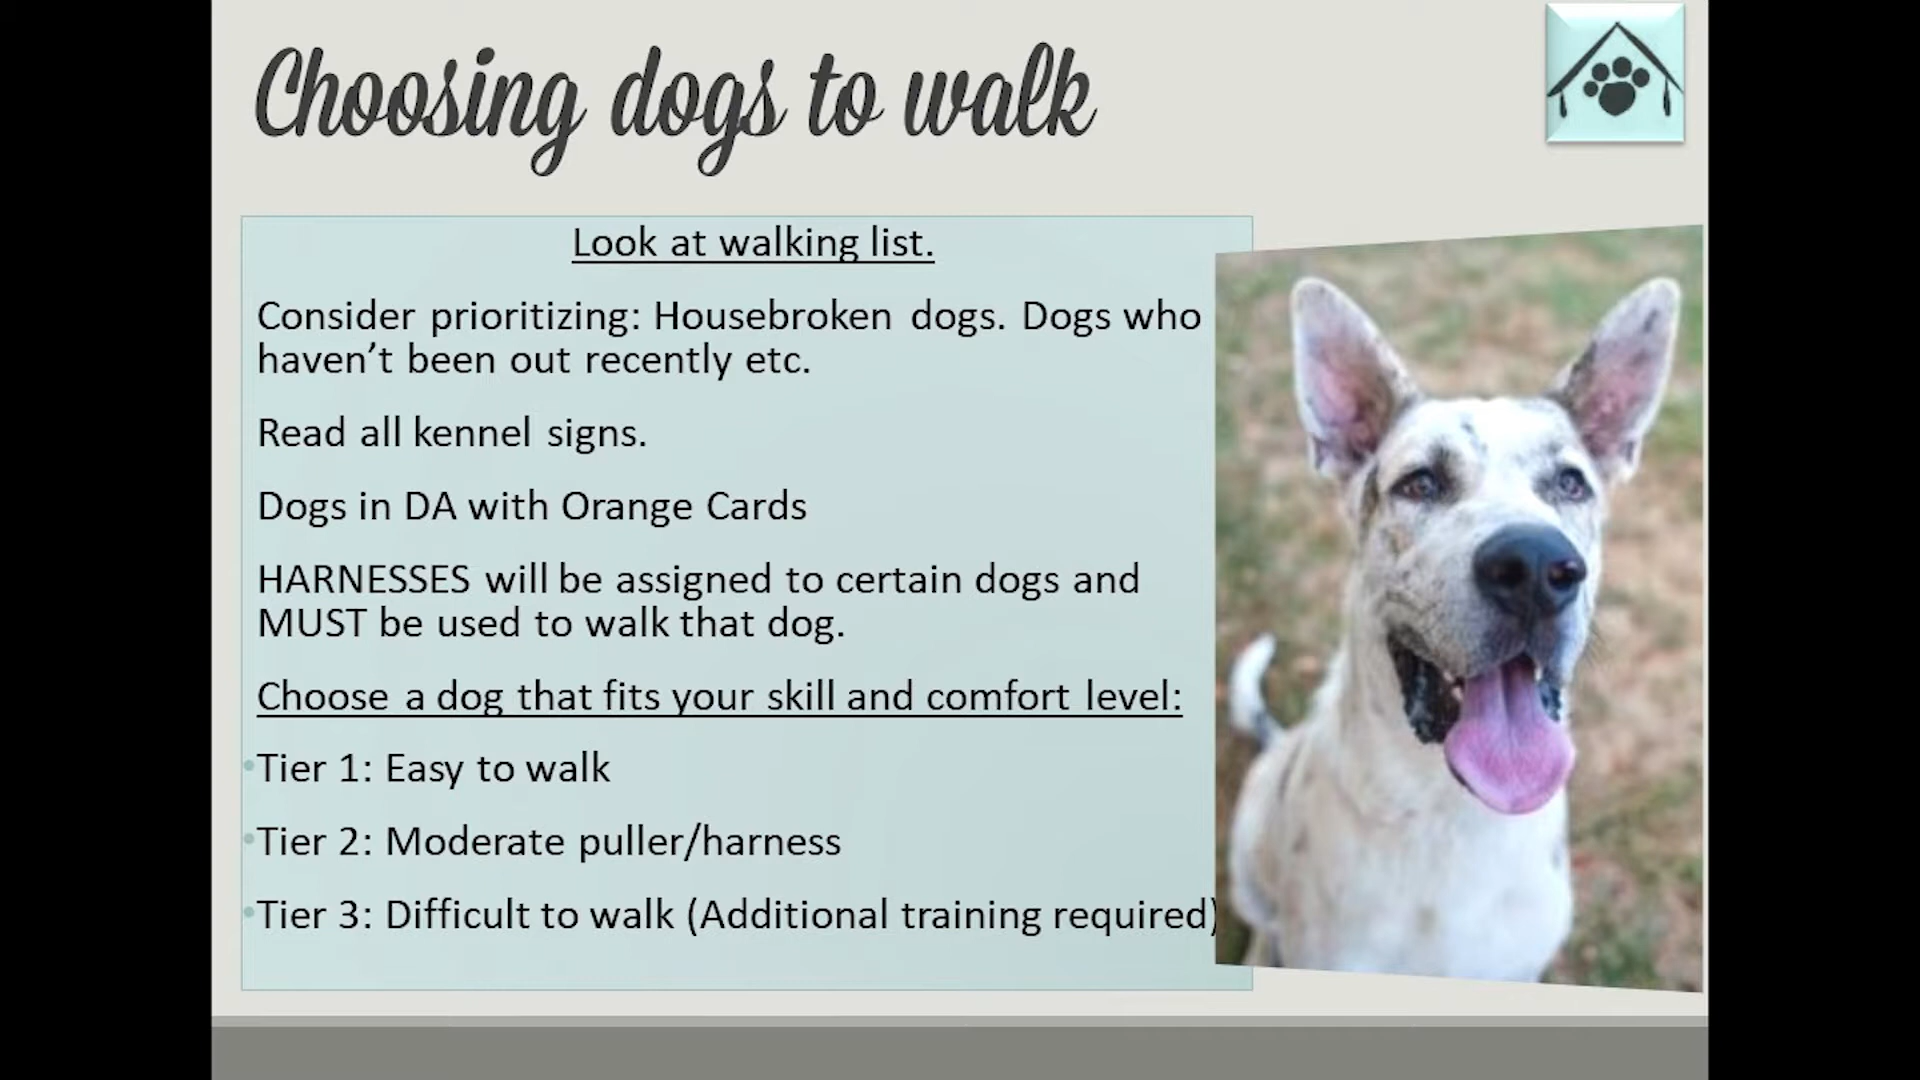 Choosing dogs to walk
Look at walking list.
Consider prioritizing: Housebroken dogs. Dogs who
haven’t been out recently etc.
Read all kennel signs.
Dogs in DA with Orange Cards
HARNESSES will be assigned to certain dogs and
MUST be used to walk that dog.
Choose a dog that fits your skill and comfort level:
•Tier 1: Easy to walk
•Tier 2: Moderate puller/harness
•Tier 3: Difficult to walk (Additional training required)